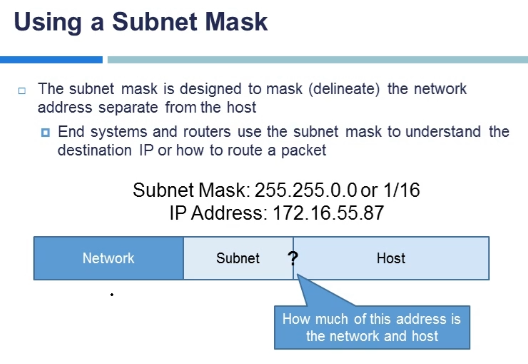 Using a Subnet Mask
The subnet mask is designed to mask (delineate) the network
address separate from the host
End systems and routers use the subnet mask to understand the
destination IP or how to route a packet
Subnet Mask: 255.255.0.0 or 1/16
IP Address: 172.16.55.87
Network Subnet ? Host
How much of this address is
the network and host